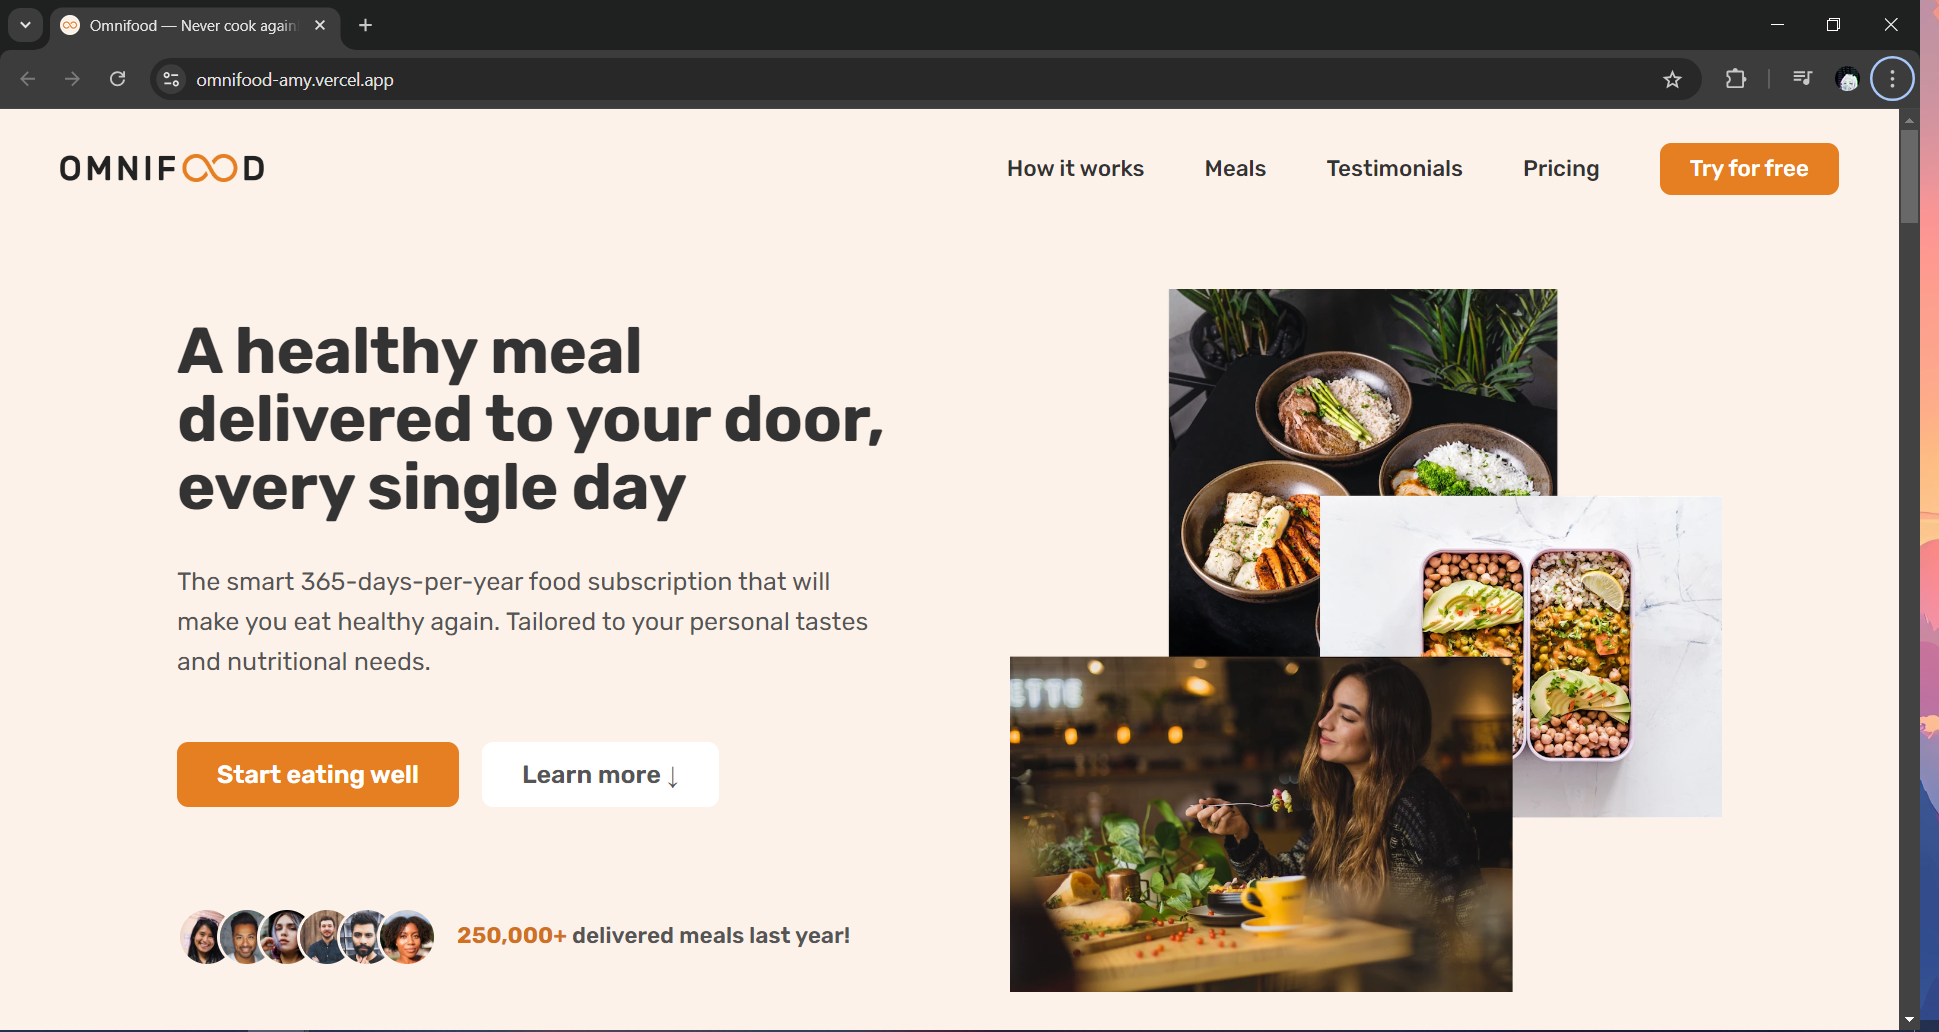 Omnifood — Never cook again
omnifood-amy.vercel.app
OMNIFOOD
How it works
Meals
Testimonials
Pricing
Try for free
A healthy meal
delivered to your door,
every single day
The smart 365-days-per-year food subscription that will
make you eat healthy again. Tailored to your personal tastes
and nutritional needs.
Start eating well
Learn more ↓
250,000+ delivered meals last year!
ETTE